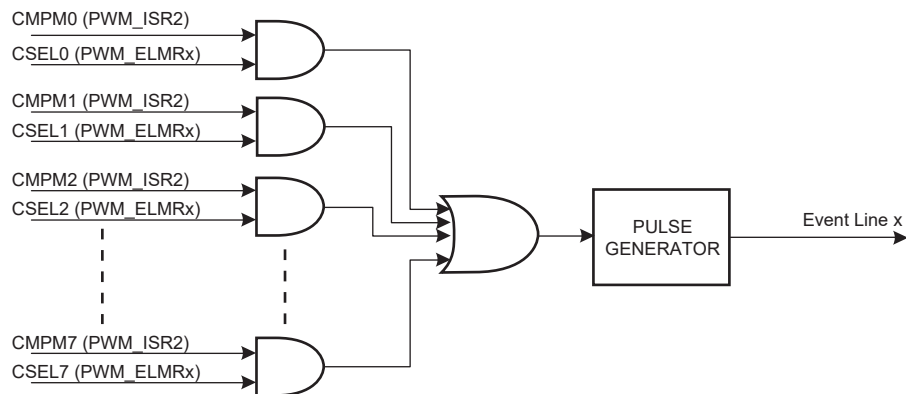 CMPM0 (PWM_ISR2)
CSEL0 (PWM_ELMRx)
CMPM1 (PWM_ISR2)
CSEL1 (PWM_ELMRx)
CMPM2 (PWM_ISR2)
CSEL2 (PWM_ELMRx)
CMPM7 (PWM_ISR2)
CSEL7 (PWM_ELMRx)
PULSE
GENERATOR
Event Line x